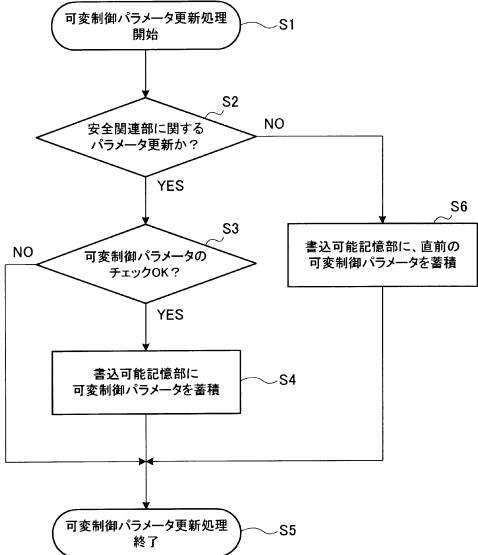 可変制御パラメータ更新処理
開始
S1
安全関連部に関する
パラメータ更新か？
S2
NO
YES
可変制御パラメータの
チェックOK？
S3
NO
YES
書込可能記憶部に、直前の
可変制御パラメータを蓄積
S6
書込可能記憶部に
可変制御パラメータを蓄積
S4
可変制御パラメータ更新処理
終了
S5